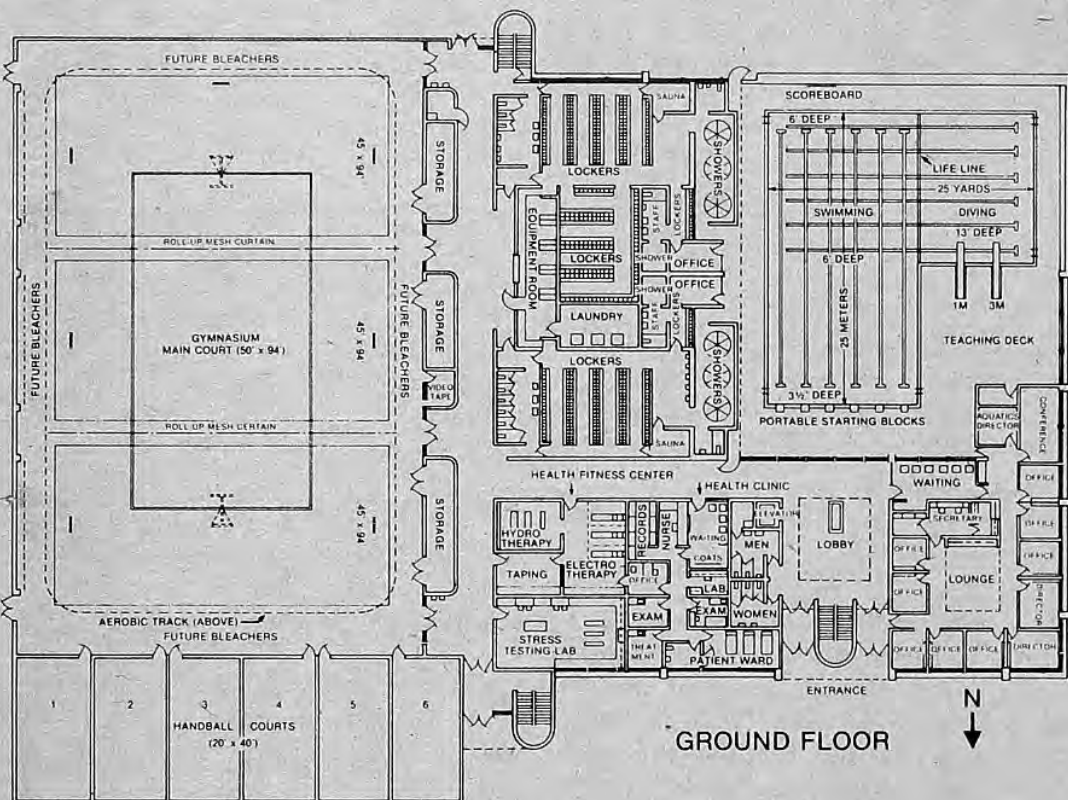 FUTURE BLEACHERS
45' x 94'
ROLL-UP MESH CURTAIN
FUTURE BLEACHERS
GYMNASIUM
MAIN COURT (50' x 94')
45' x 94'
FUTURE BLEACHERS
ROLL-UP MESH CERTAIN
45' x 94'
AEROBIC TRACK (ABOVE)
FUTURE BLEACHERS
STORAGE
STORAGE
VIDEO
TAPE
STORAGE
1
2
3
4
5
6
HANDBALL COURTS
(20' x 40')
SAUNA
LOCKERS
SHOWERS
EQUIPMENT ROOM
LOCKERS
STAFF
LOCKERS
SHOWER
OFFICE
SHOWER
OFFICE
STAFF
LOCKERS
LAUNDRY
LOCKERS
SHOWERS
SAUNA
SCOREBOARD
6' DEEP
LIFE LINE
25 YARDS
SWIMMING
DIVING
13' DEEP
6' DEEP
1M
3M
25 METERS
TEACHING DECK
3½' DEEP
PORTABLE STARTING BLOCKS
AQUATICS
DIRECTOR
CONFERENCE
HEALTH FITNESS CENTER
HEALTH CLINIC
HYDRO
THERAPY
TAPING
ELECTRO
THERAPY
RECORDS
NURSE
WAITING
COATS
ELEVATOR
MEN
LOBBY
WAITING
OFFICE
SECRETARY
OFFICE
OFFICE
OFFICE
OFFICE
LOUNGE
OFFICE
LAB
EXAM
EXAM
WOMEN
STRESS
TESTING LAB
TREAT
MENT
PATIENT WARD
DIRECTOR
OFFICE
OFFICE
OFFICE
DIRECTOR
ENTRANCE
N
GROUND FLOOR